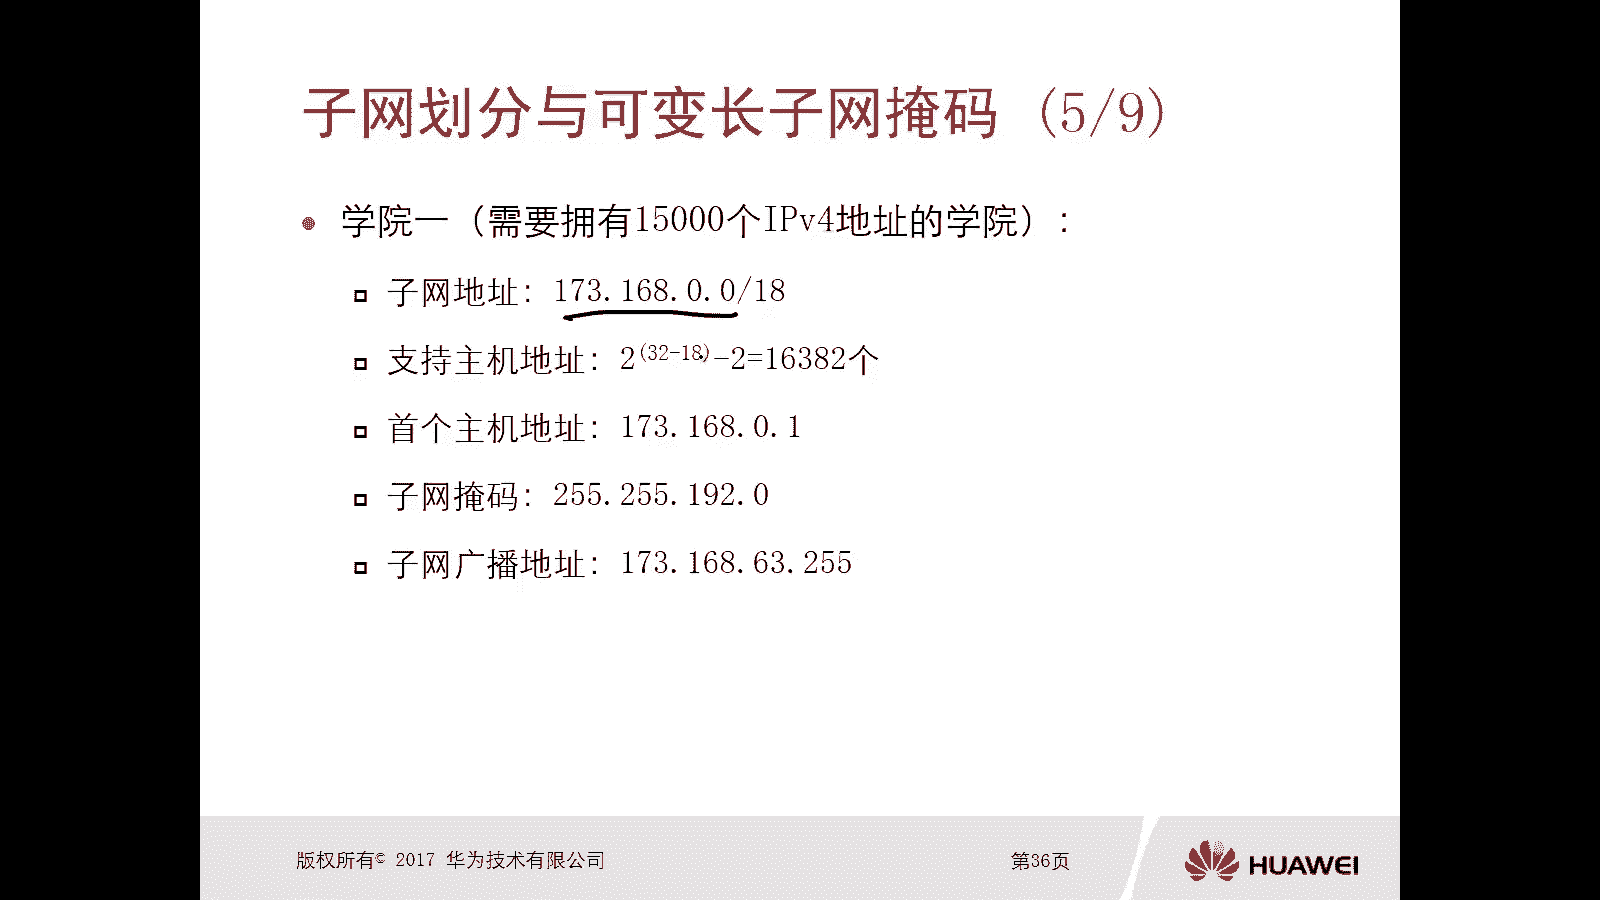 子网划分与可变长子网掩码 (5/9)
学院一（需要拥有15000个IPv4地址的学院）:
子网地址: 173.168.0.0/18
支持主机地址: 2(32-18)-2=16382个
首个主机地址: 173.168.0.1
子网掩码: 255.255.192.0
子网广播地址: 173.168.63.255
版权所有© 2017 华为技术有限公司
第36页
HUAWEI